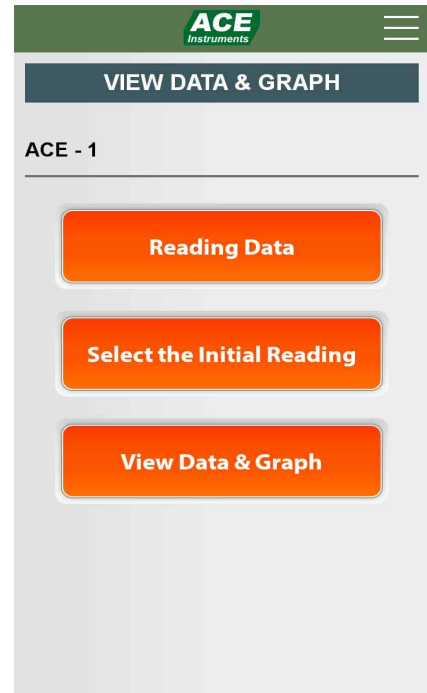 ACE
Instruments
VIEW DATA & GRAPH
ACE - 1
Reading Data
Select the Initial Reading
View Data & Graph